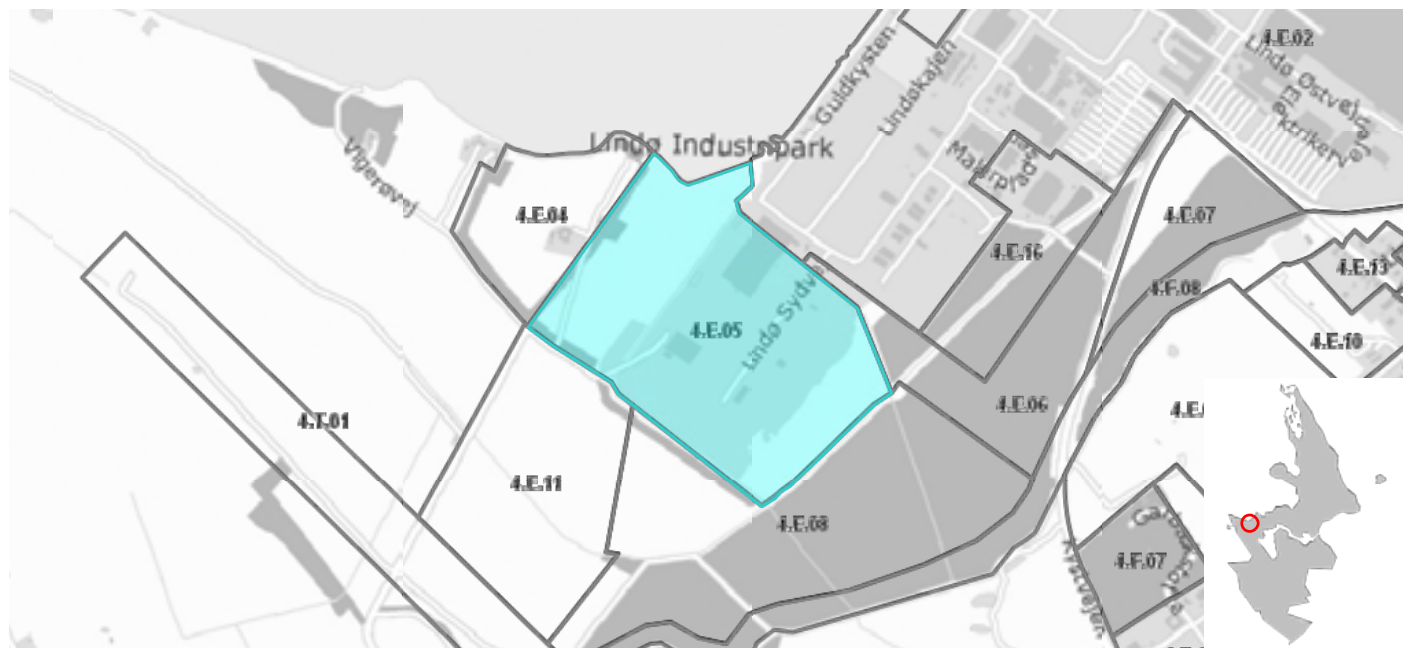 4.E.02
Lindø Østvej
Guldkysten
Lindøkajen
Lindø Industripark
Vigerøvej
4.E.04
4.E.07
4.E.16
4.E.13
4.E.08
4.E.05
Lindø Sydvej
4.E.10
4.E.06
4.T.01
4.E.11
4.E.08
4.F.07
Kystvejen